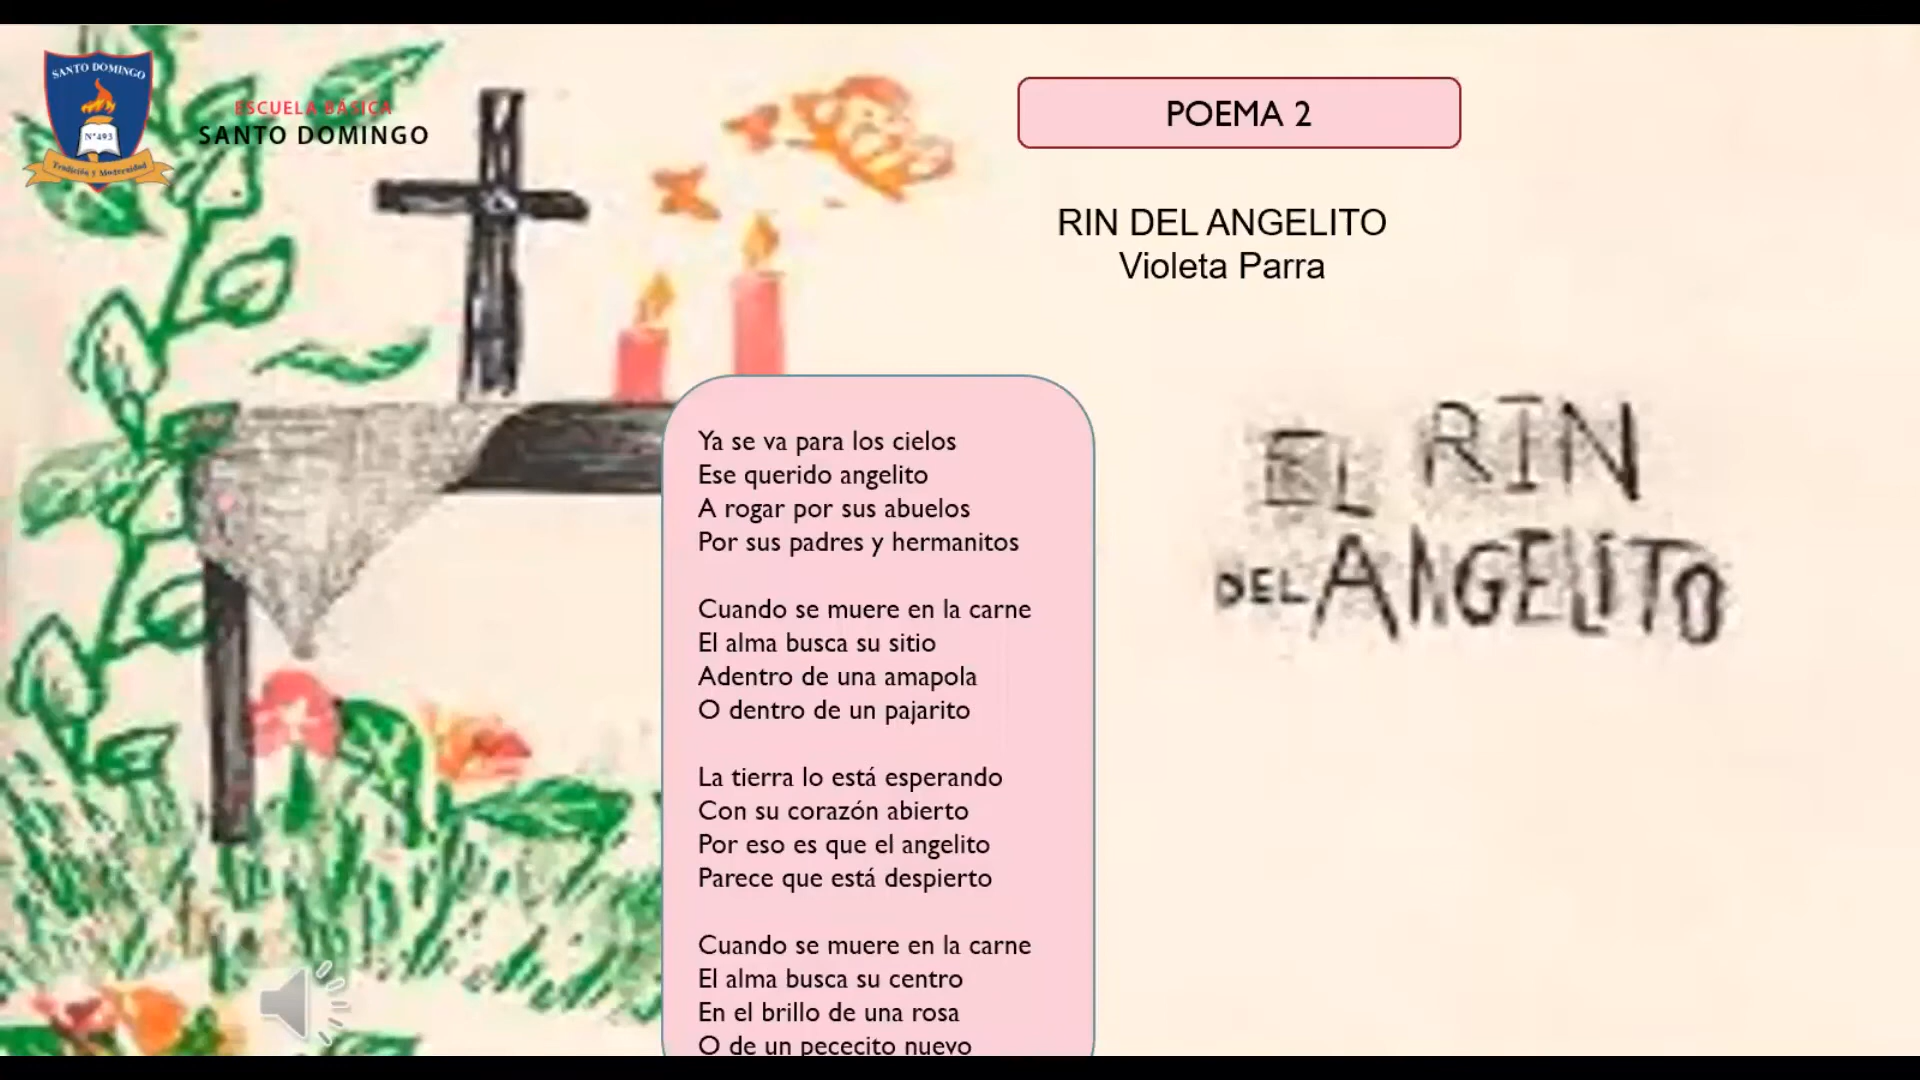 SANTO DOMINGO
N°493
Tradición y Modernidad
ESCUELA BÁSICA
SANTO DOMINGO
POEMA 2
RIN DEL ANGELITO
Violeta Parra
EL RIN
DEL ANGELITO
Ya se va para los cielos
Ese querido angelito
A rogar por sus abuelos
Por sus padres y hermanitos
Cuando se muere en la carne
El alma busca su sitio
Adentro de una amapola
O dentro de un pajarito
La tierra lo está esperando
Con su corazón abierto
Por eso es que el angelito
Parece que está despierto
Cuando se muere en la carne
El alma busca su centro
En el brillo de una rosa
O de un pececito nuevo